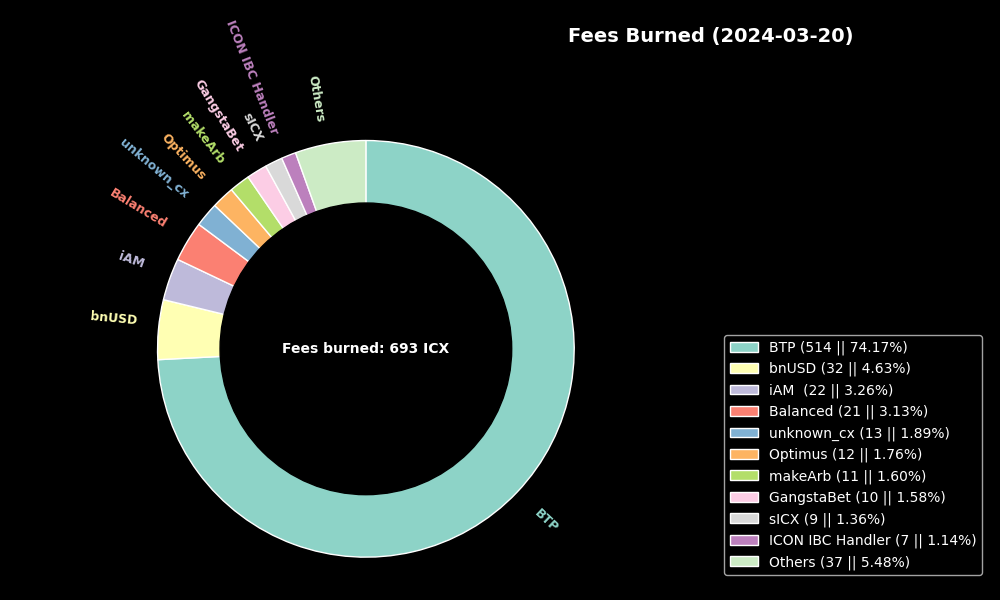 Fees Burned (2024-03-20)
ICON IBC Handler
Others
GangstaBet
sICX
makeArb
Optimus
unknown_cx
Balanced
iAM
bnUSD
Fees burned: 693 ICX
BTP
BTP (514 || 74.17%)
bnUSD (32 || 4.63%)
iAM  (22 || 3.26%)
Balanced (21 || 3.13%)
unknown_cx (13 || 1.89%)
Optimus (12 || 1.76%)
makeArb (11 || 1.60%)
GangstaBet (10 || 1.58%)
sICX (9 || 1.36%)
ICON IBC Handler (7 || 1.14%)
Others (37 || 5.48%)